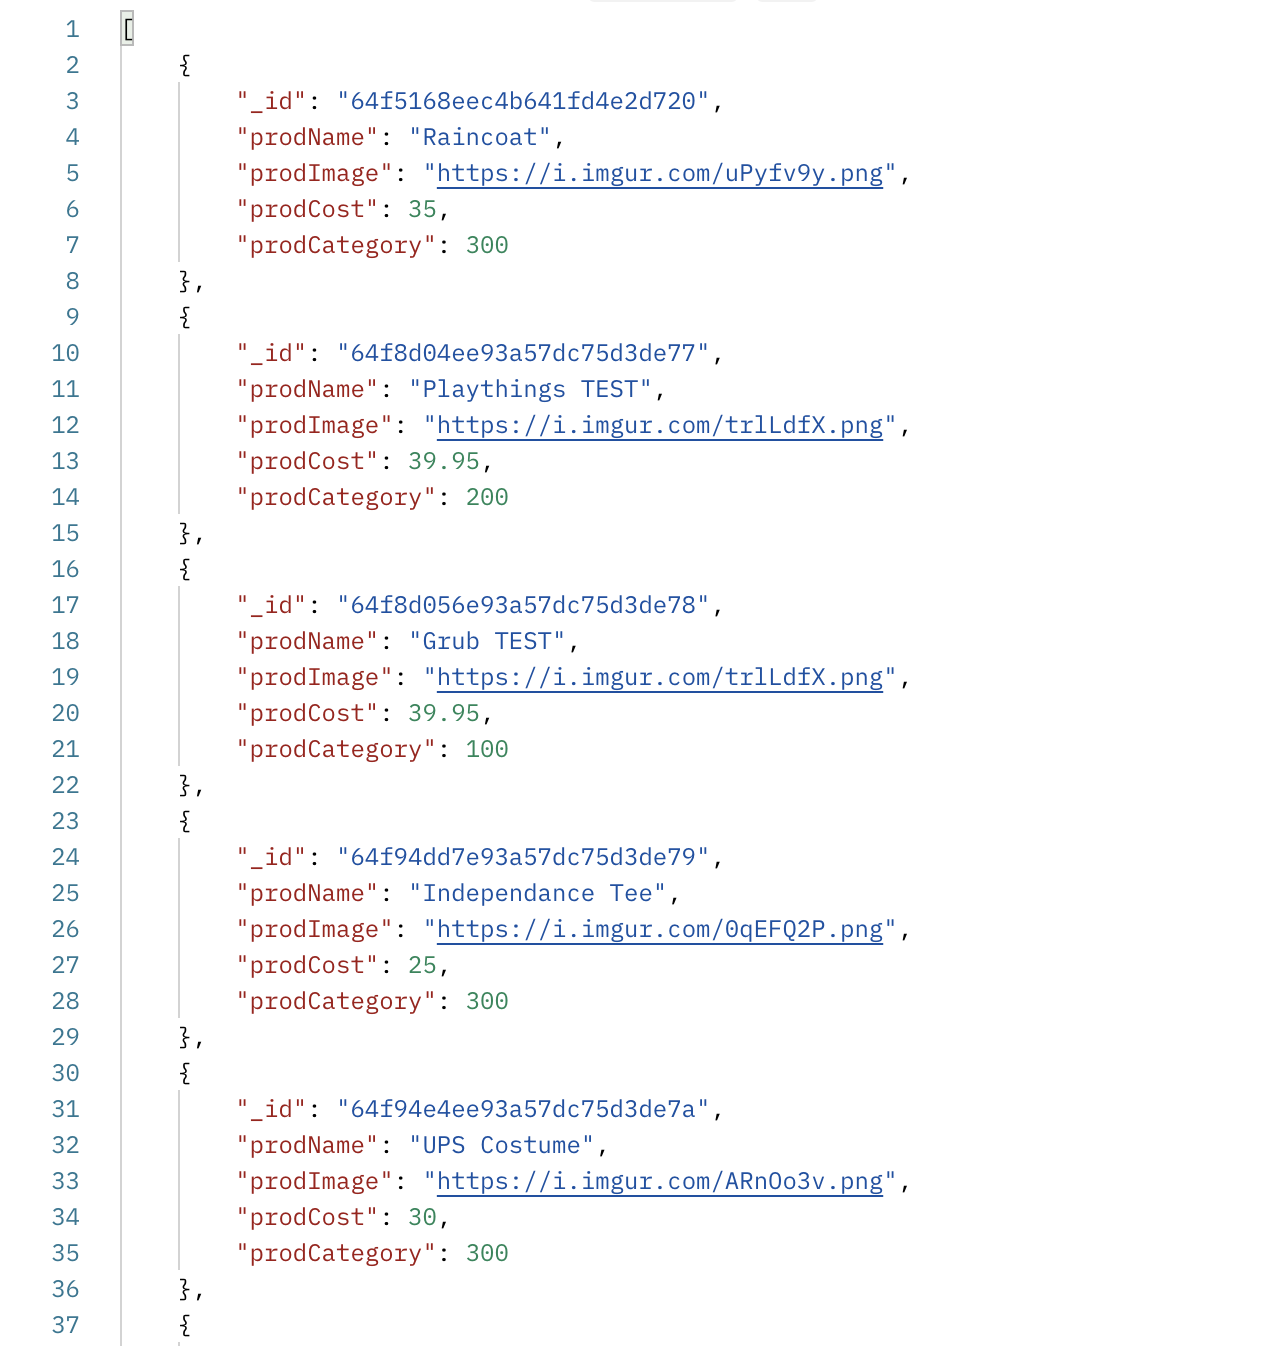 1 [
2 {
3 "_id": "64f5168eec4b641fd4e2d720",
4 "prodName": "Raincoat",
5 "prodImage": "https://i.imgur.com/uPyfv9y.png",
6 "prodCost": 35,
7 "prodCategory": 300
8 },
9 {
10 "_id": "64f8d04ee93a57dc75d3de77",
11 "prodName": "Playthings TEST",
12 "prodImage": "https://i.imgur.com/trlLdfX.png",
13 "prodCost": 39.95,
14 "prodCategory": 200
15 },
16 {
17 "_id": "64f8d056e93a57dc75d3de78",
18 "prodName": "Grub TEST",
19 "prodImage": "https://i.imgur.com/trlLdfX.png",
20 "prodCost": 39.95,
21 "prodCategory": 100
22 },
23 {
24 "_id": "64f94dd7e93a57dc75d3de79",
25 "prodName": "Independance Tee",
26 "prodImage": "https://i.imgur.com/0qEFQ2P.png",
27 "prodCost": 25,
28 "prodCategory": 300
29 },
30 {
31 "_id": "64f94e4ee93a57dc75d3de7a",
32 "prodName": "UPS Costume",
33 "prodImage": "https://i.imgur.com/ARnOo3v.png",
34 "prodCost": 30,
35 "prodCategory": 300
36 },
37 {